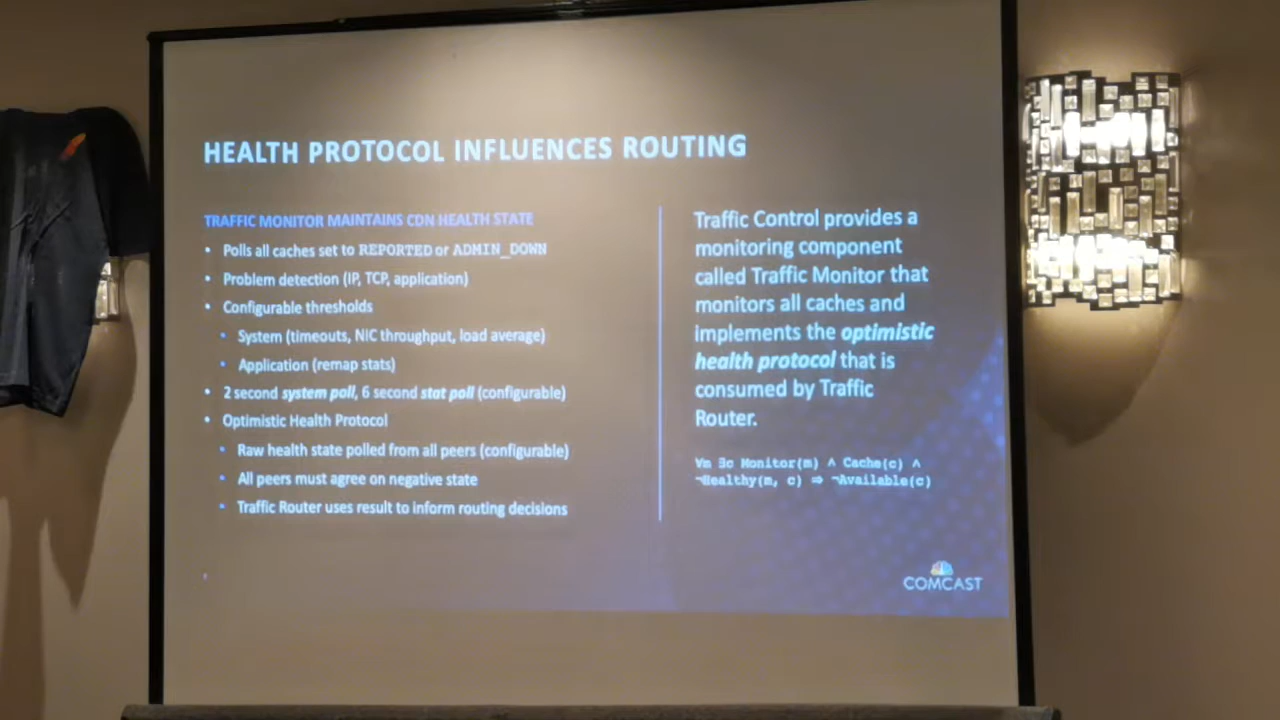 HEALTH PROTOCOL INFLUENCES ROUTING
TRAFFIC MONITOR MAINTAINS CDN HEALTH STATE
• Polls all caches set to REPORTED or ADMIN_DOWN
• Problem detection (IP, TCP, application)
• Configurable thresholds
• System (timeouts, NIC throughput, load average)
• Application (remap stats)
• 2 second system poll, 6 second stat poll (configurable)
• Optimistic Health Protocol
• Raw health state polled from all peers (configurable)
• All peers must agree on negative state
• Traffic Router uses result to inform routing decisions
Traffic Control provides a
monitoring component
called Traffic Monitor that
monitors all caches and
implements the optimistic
health protocol that is
consumed by Traffic
Router.
∀m ∃c Monitor(m) ∧ Cache(c) ∧
¬Healthy(m, c) ⇒ ¬Available(c)
COMCAST